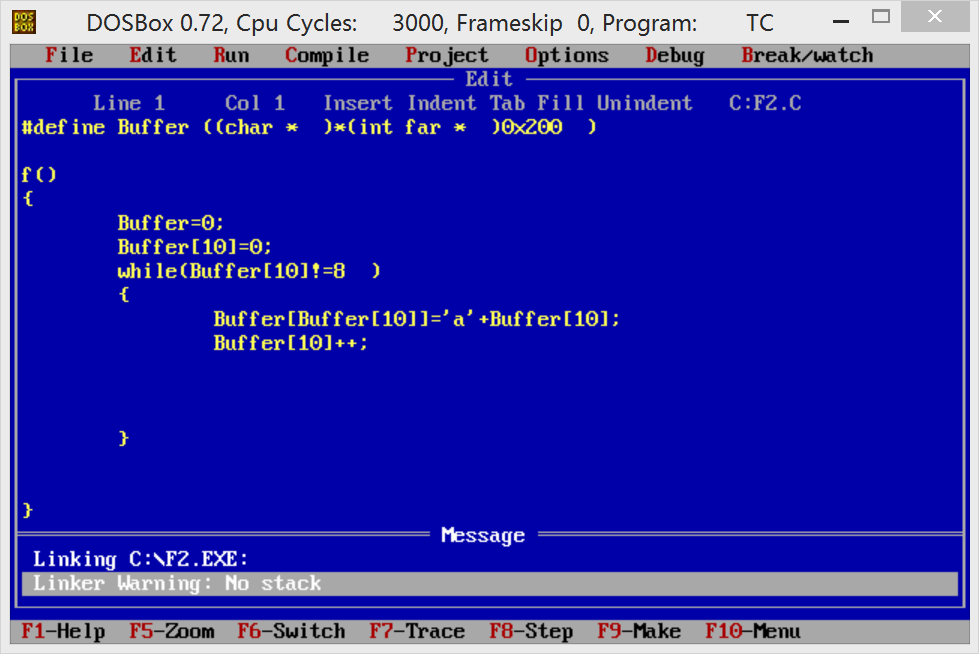 DOS BOX DOSBox 0.72, Cpu Cycles: 3000, Frameskip 0, Program: TC
File Edit Run Compile Project Options Debug Break/watch
Edit
Line 1 Col 1 Insert Indent Tab Fill Unindent C:F2.C
#define Buffer ((char * )*(int far * )0x200 )
f()
{
Buffer=0;
Buffer[10]=0;
while(Buffer[10]!=8 )
{
Buffer[Buffer[10]]='a'+Buffer[10];
Buffer[10]++;
}
}
Message
Linking C:\F2.EXE:
Linker Warning: No stack
F1-Help F5-Zoom F6-Switch F7-Trace F8-Step F9-Make F10-Menu